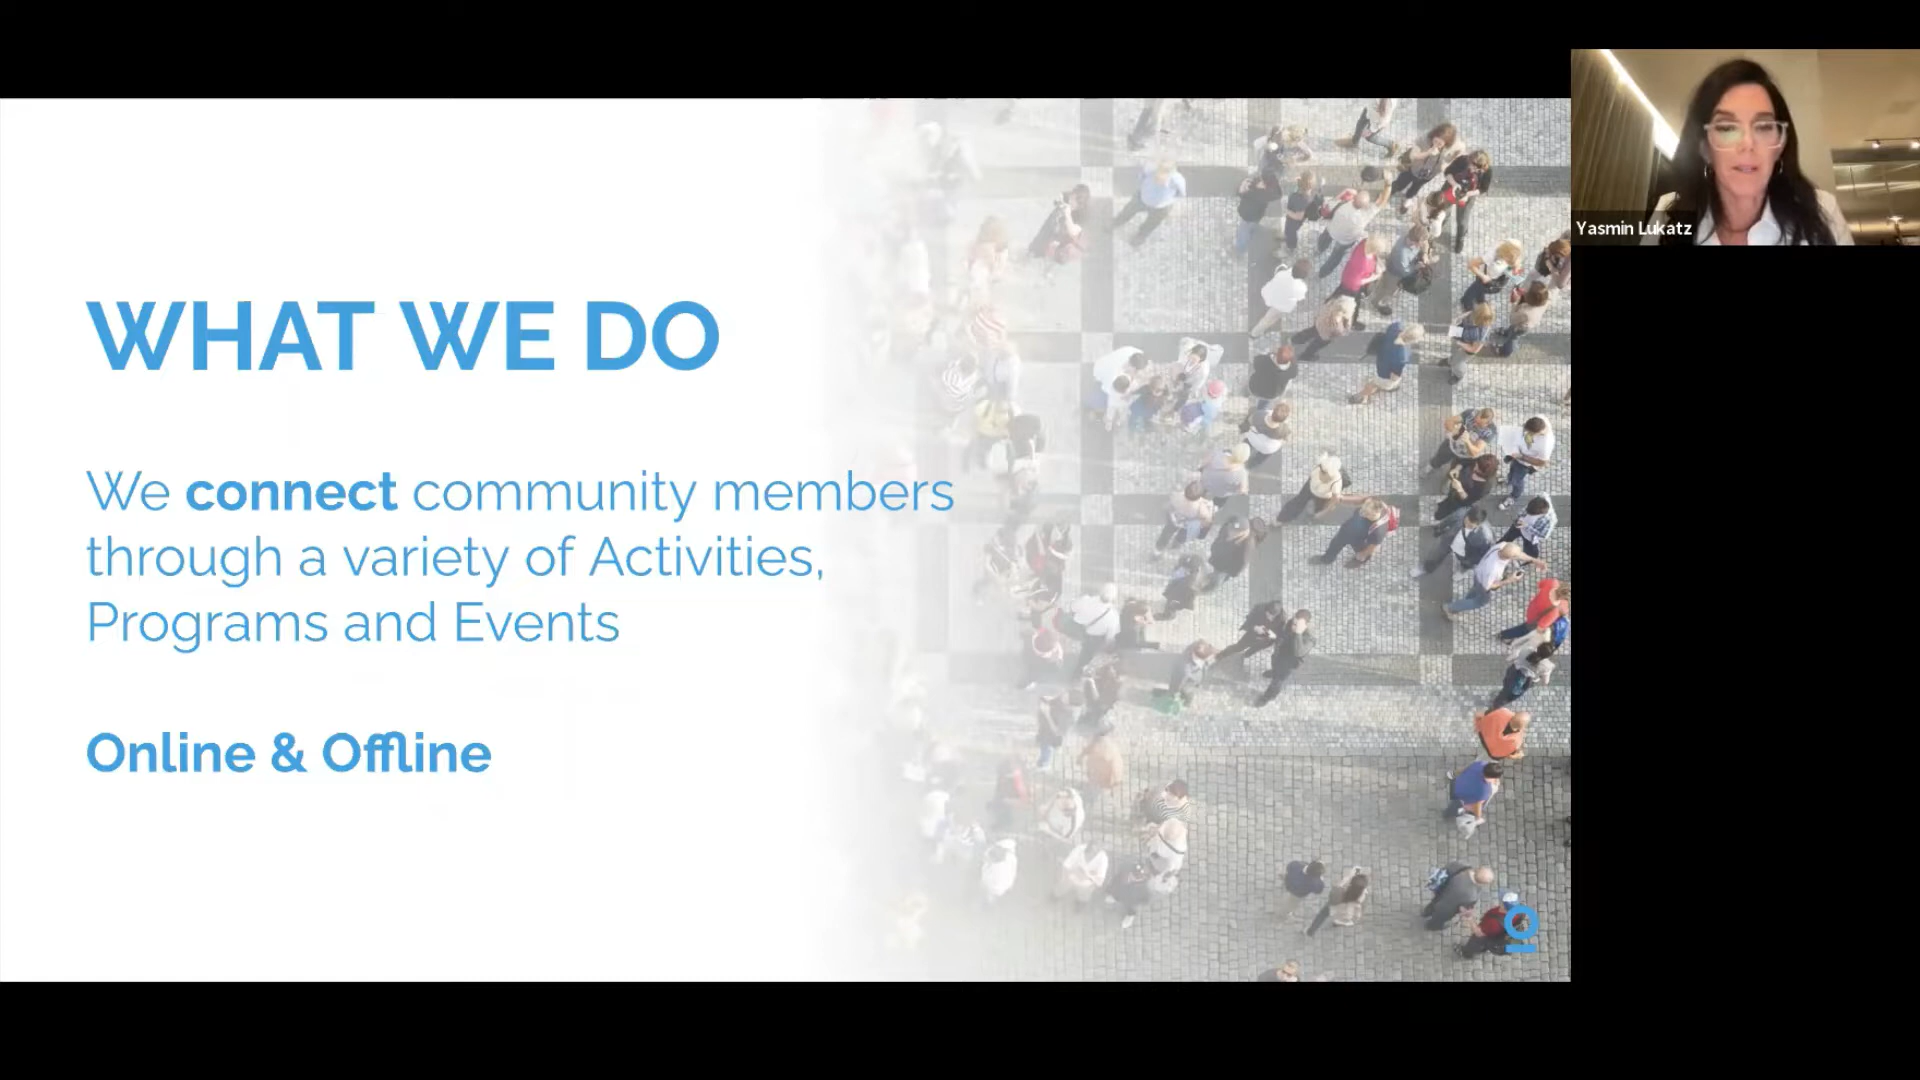 WHAT WE DO
We connect community members
through a variety of Activities,
Programs and Events
Online & Offline
Yasmin Lukatz